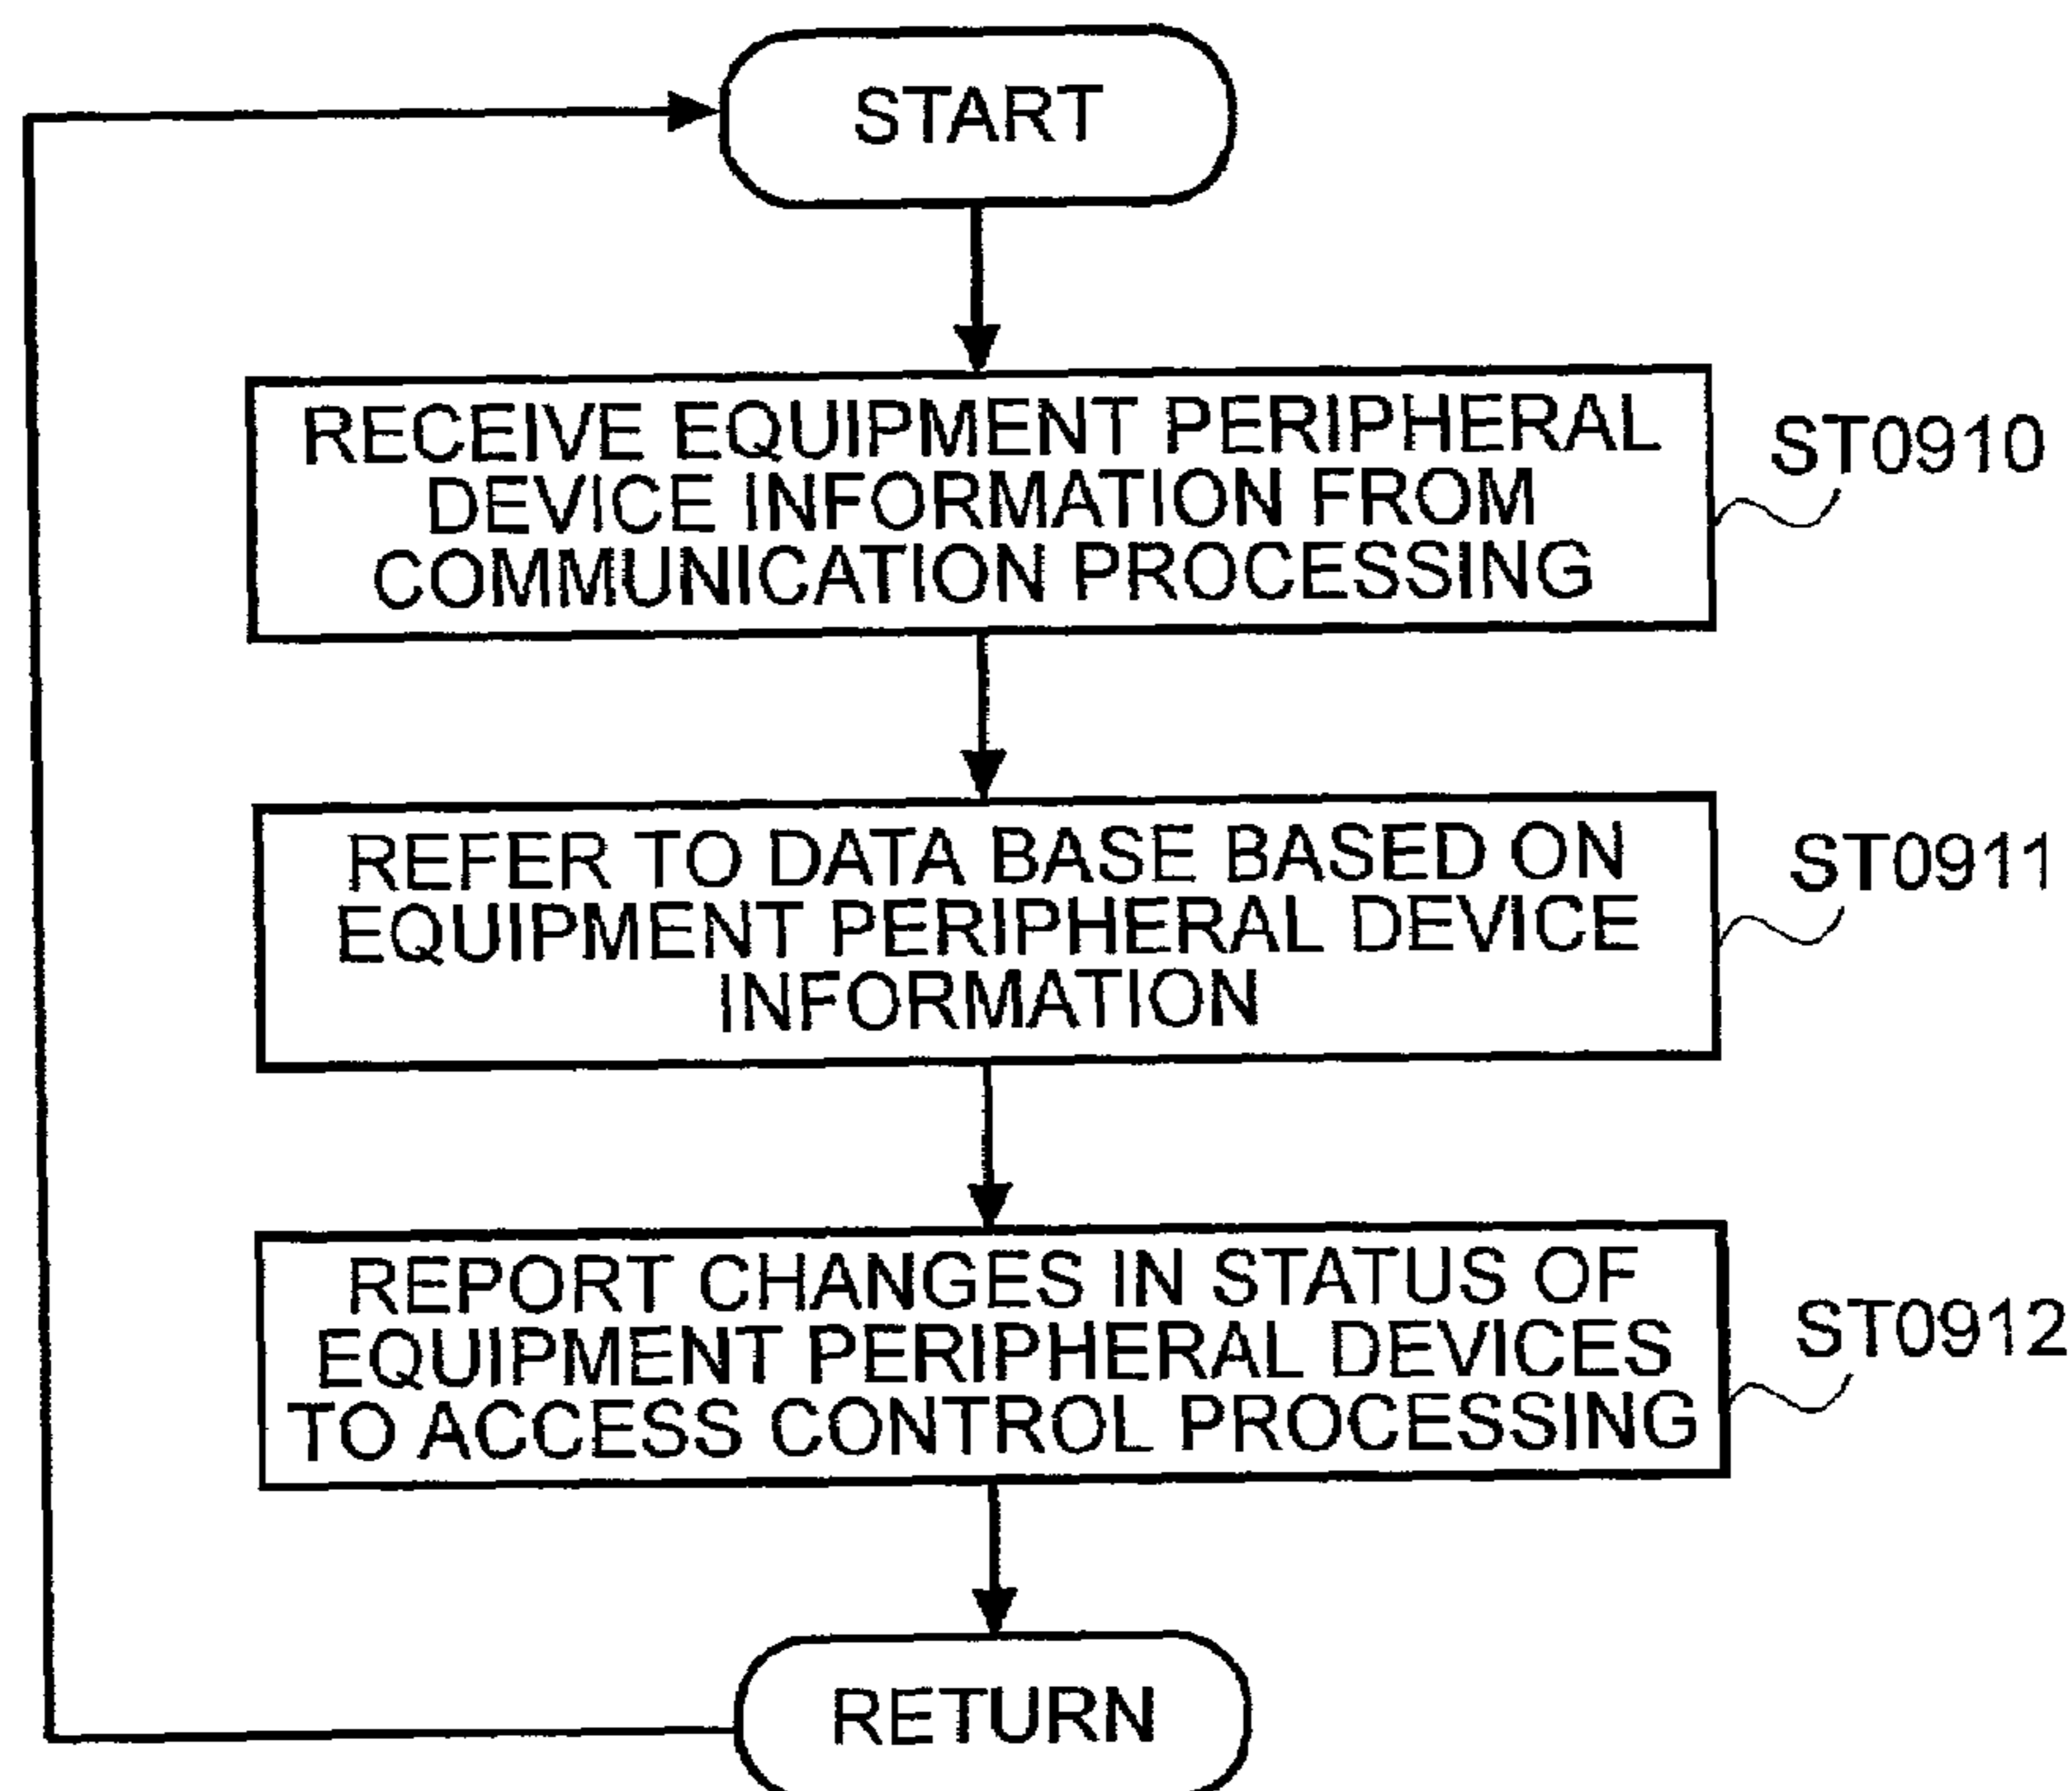 START
RECEIVE EQUIPMENT PERIPHERAL
DEVICE INFORMATION FROM
COMMUNICATION PROCESSING
ST0910
REFER TO DATA BASE BASED ON
EQUIPMENT PERIPHERAL DEVICE
INFORMATION
ST0911
REPORT CHANGES IN STATUS OF
EQUIPMENT PERIPHERAL DEVICES
TO ACCESS CONTROL PROCESSING
ST0912
RETURN